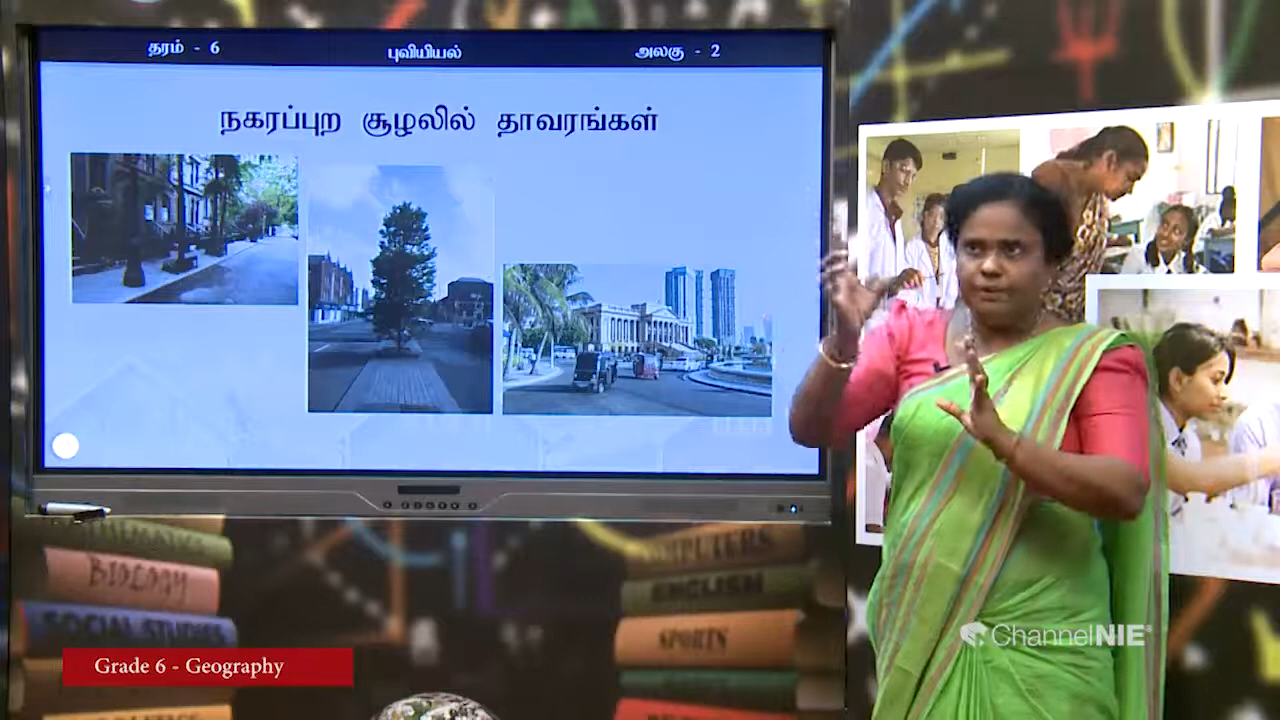 தரம் - 6
புவியியல்
அலகு - 2
நகரப்புற சூழலில் தாவரங்கள்
BIOLOGY
SOCIAL STUDIES
COMPUTERS
ENGLISH
SPORTS
Grade 6 - Geography
ChannelNIE